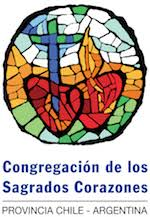 Congregación de los
Sagrados Corazones
PROVINCIA CHILE - ARGENTINA